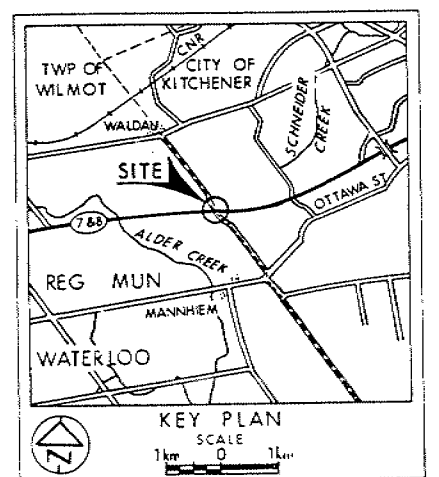 TWP OF
WILMOT
CNR
CITY OF
KITCHENER
SCHNEIDER
CREEK
WALDAU
SITE
OTTAWA ST
7&8
ALDER CREEK
REG MUN
MANNHIEM
WATERLOO
KEY PLAN
SCALE
1km 0 1km
N